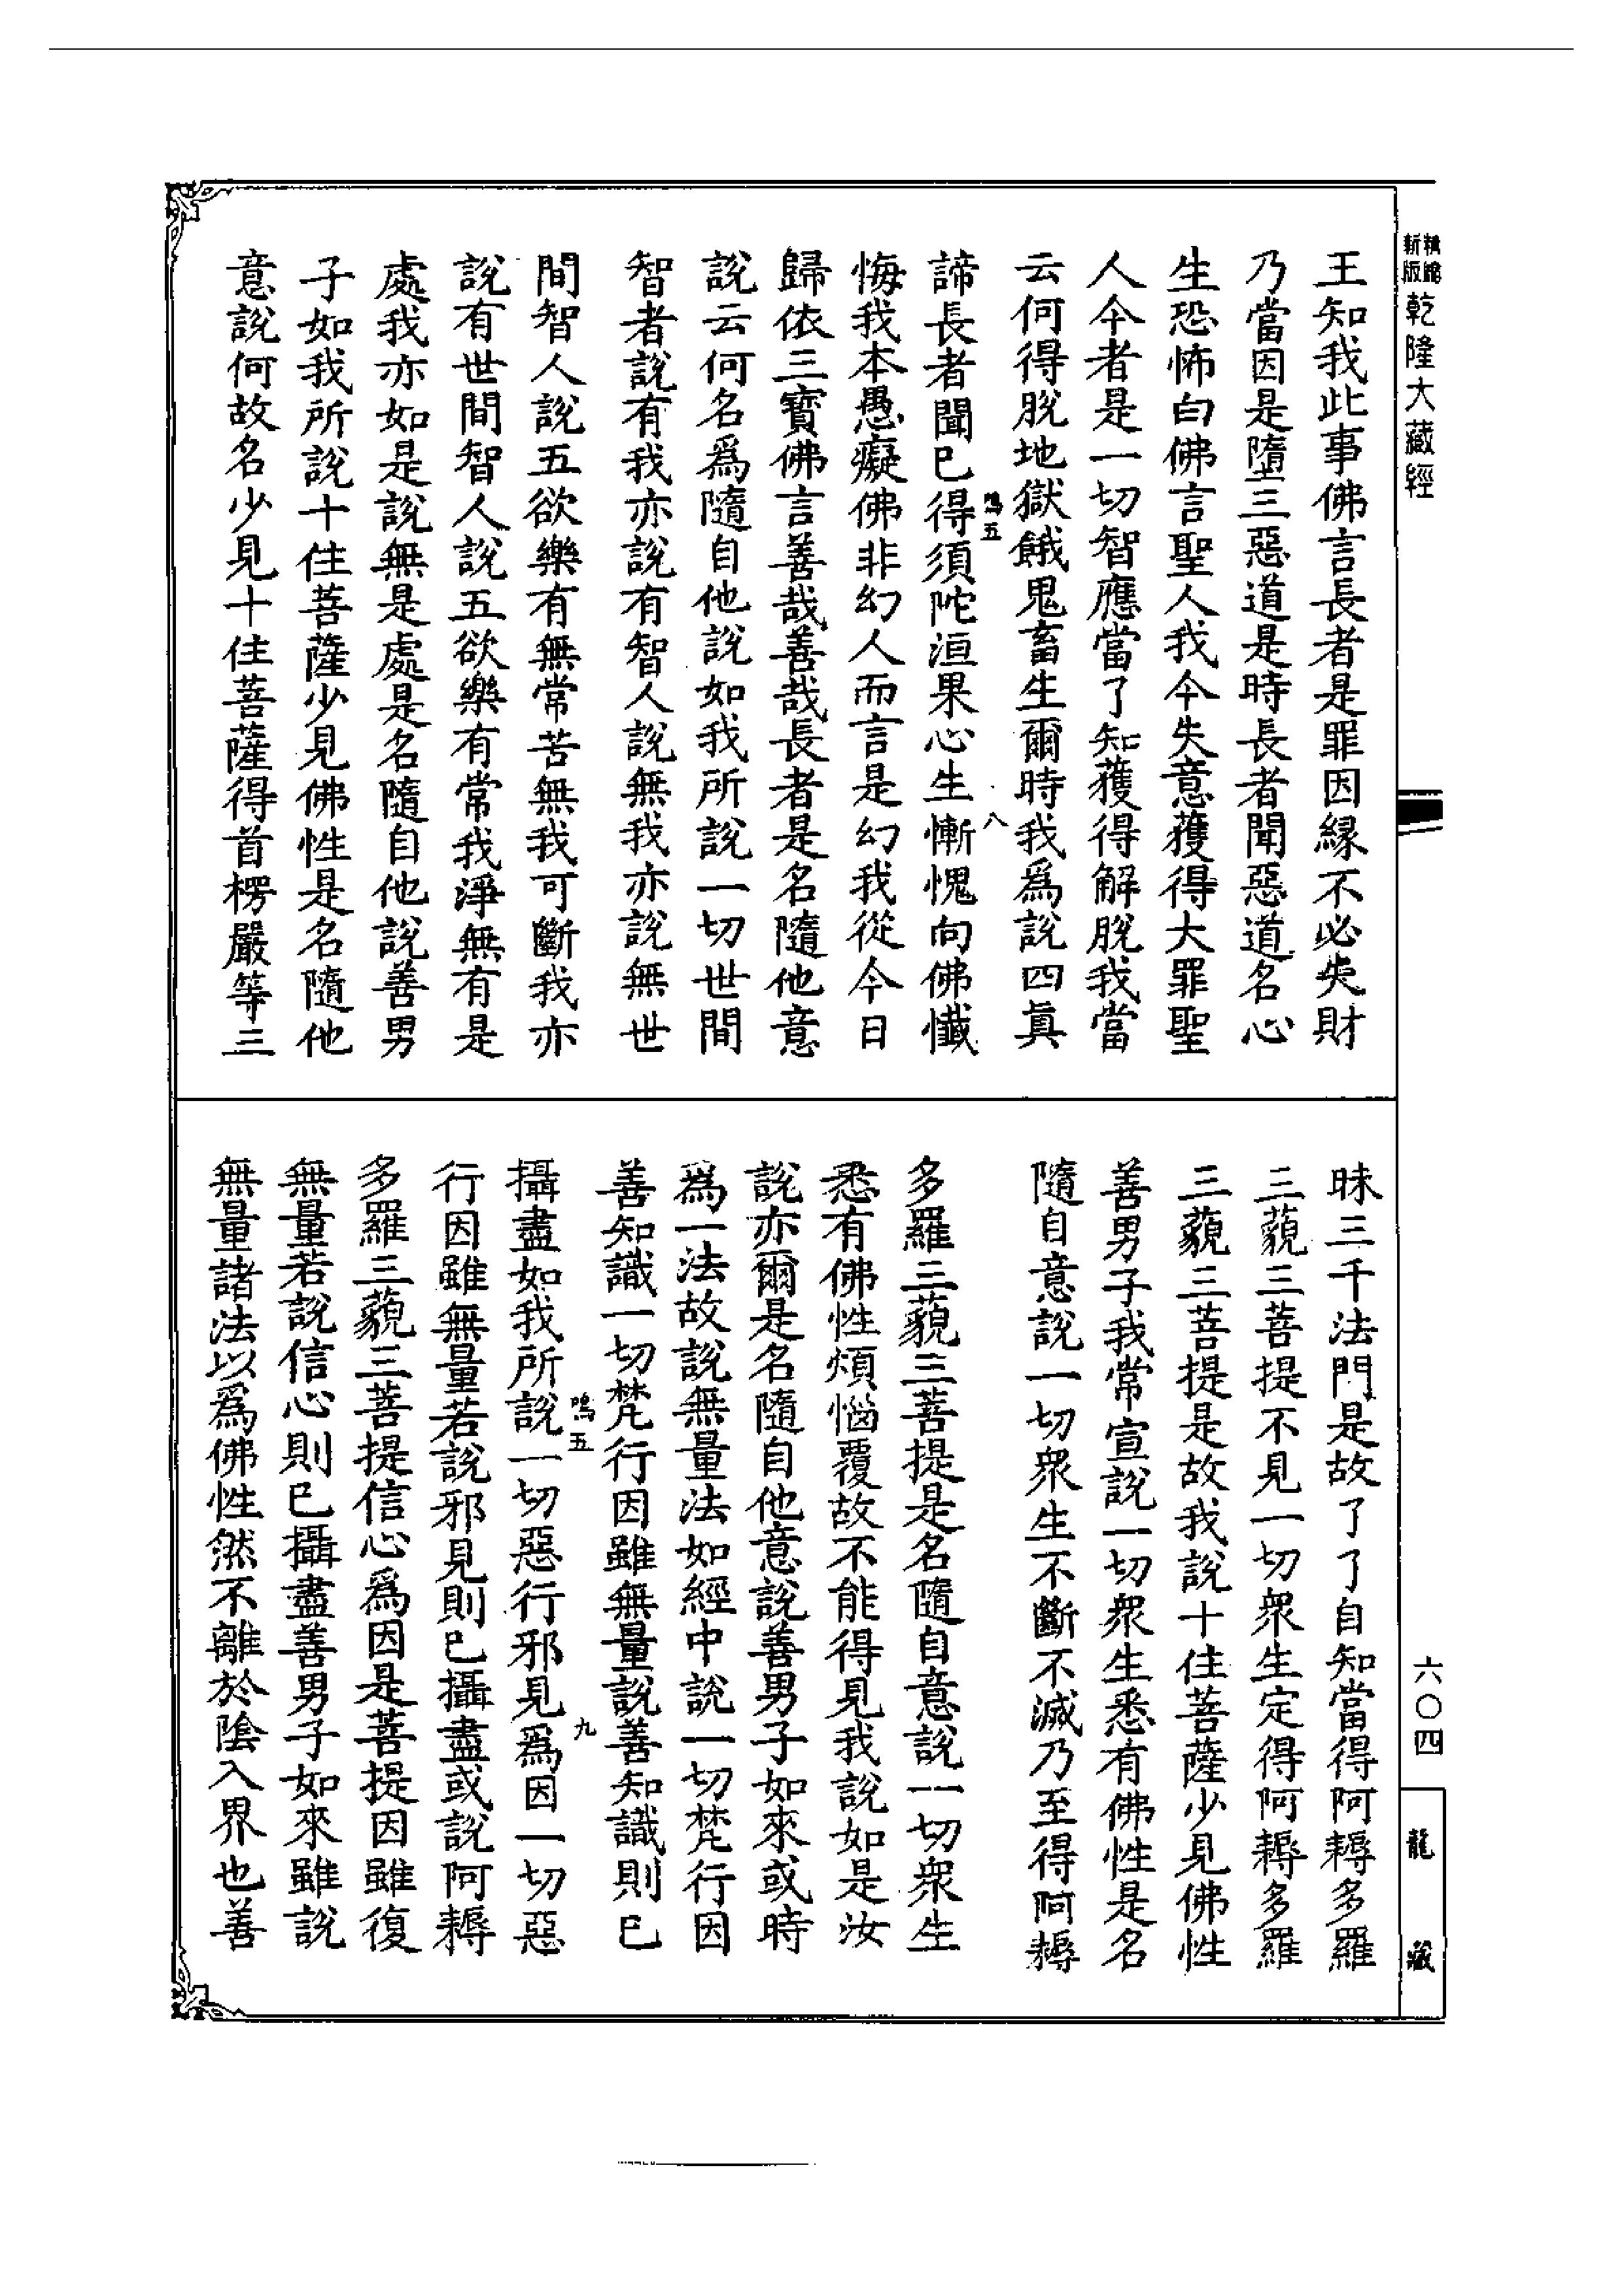 新版
乾隆大藏經
王知我此事佛言長者是罪因緣不必失財
乃當因是墮三惡道是時長者聞惡道名心
生恐怖白佛言聖人我今失意獲得大罪聖
人今者是一切智應當了知獲得解脫我當
云何得脫地獄餓鬼畜生爾時我爲說四眞
諦長者聞已得須陀洹果心生慚愧向佛懺
五
八
悔我本愚癡佛非幻人而言是幻我從今日
歸依三寶佛言善哉善哉長者是名隨他意
說云何名爲隨自他說如我所說一切世間
智者說有我亦說有智人說無我亦說無世
間智人說五欲樂有無常苦無我可斷我亦
說有世間智人說五欲樂有常我淨無有是
處我亦如是說無是處是名隨自他說善男
子如我所說十住菩薩少見佛性是名隨他
意說何故名少見十住菩薩得首楞嚴等三
昧三千法門是故了了自知當得阿耨多羅
三藐三菩提不見一切衆生定得阿耨多羅
三藐三菩提是故我說十住菩薩少見佛性
善男子我常宣說一切衆生悉有佛性是名
隨自意說一切衆生不斷不滅乃至得阿耨
多羅三藐三菩提是名隨自意說一切衆生
悉有佛性煩惱覆故不能得見我說如是汝
說亦爾是名隨自他意說善男子如來或時
爲一法故說無量法如經中說一切梵行因
善知識一切梵行因雖無量說善知識則已
五
九
攝盡如我所說一切惡行邪見爲因一切惡
行因雖無量若說邪見則已攝盡或說阿耨
多羅三藐三菩提信心爲因是菩提因雖復
無量若說信心則已攝盡善男子如來雖說
無量諸法以爲佛性然不離於陰入界也善
六〇四
龍藏